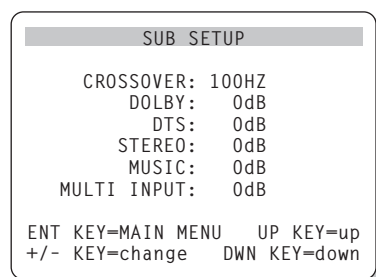 SUB SETUP
CROSSOVER: 100HZ
DOLBY: 0dB
DTS: 0dB
STEREO: 0dB
MUSIC: 0dB
MULTI INPUT: 0dB
ENT KEY=MAIN MENU UP KEY=up
+/- KEY=change DWN KEY=down